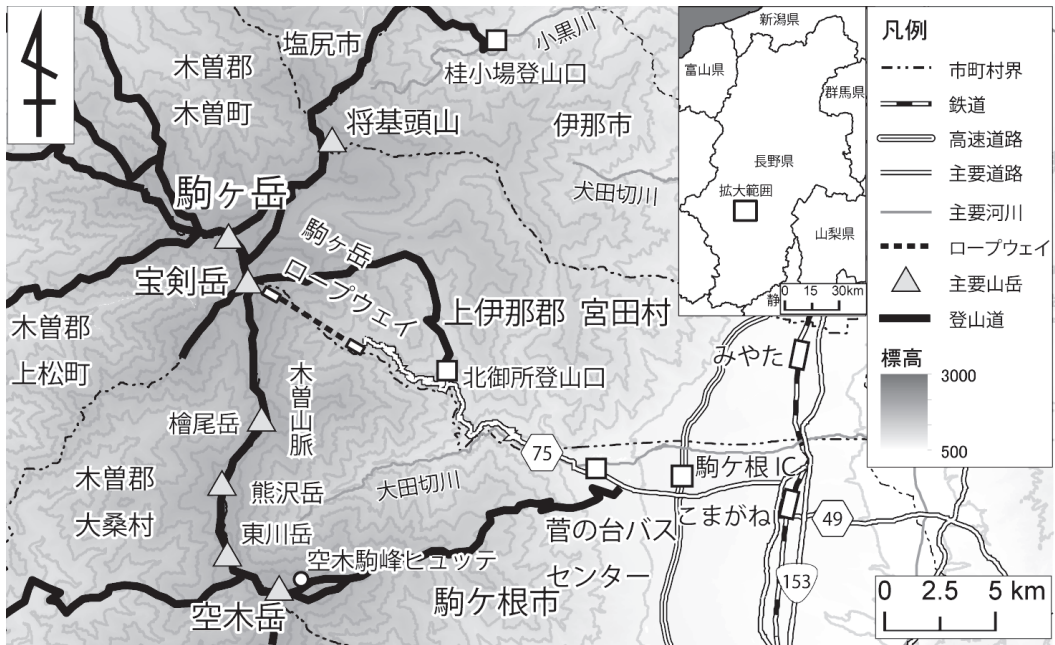 塩尻市
小黒川
木曽郡
木曽町
桂小場登山口
将基頭山
伊那市
犬田切川
駒ヶ岳
駒ヶ岳
ロープウェイ
宝剣岳
上伊那郡 宮田村
木曽郡
上松町
北御所登山口
みやた
木曽山脈
檜尾岳
75
駒ケ根 IC
木曽郡
大桑村
熊沢岳
大田切川
こまがね
49
東川岳
菅の台バス
センター
空木駒峰ヒュッテ
153
空木岳
駒ケ根市
新潟県
富山県
群馬県
長野県
拡大範囲
山梨県
静
0 15 30km
凡例
市町村界
鉄道
高速道路
主要道路
主要河川
ロープウェイ
主要山岳
登山道
標高
3000
500
0 2.5 5 km